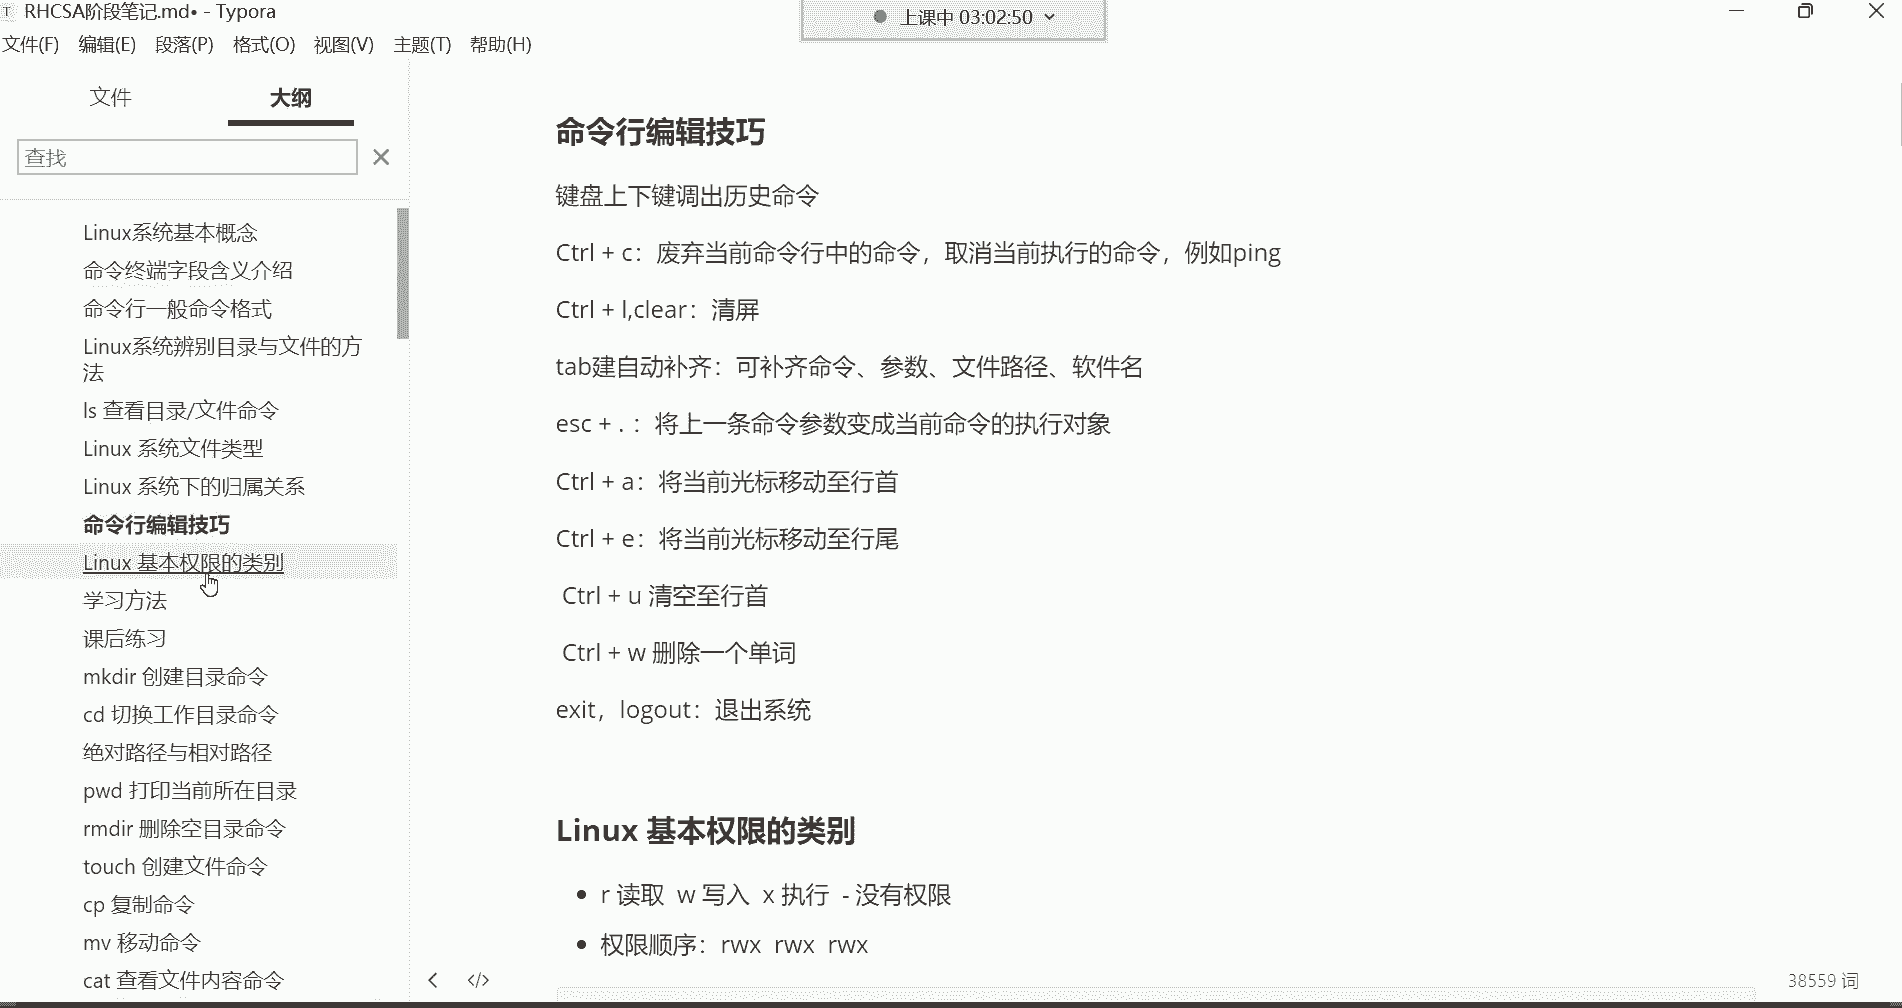 T RHCSA阶段笔记.md• - Typora
上课中 03:02:50
文件(F) 编辑(E) 段落(P) 格式(O) 视图(V) 主题(T) 帮助(H)
文件 大纲
查找
Linux系统基本概念
命令终端字段含义介绍
命令行一般命令格式
Linux系统辨别目录与文件的方
法
ls 查看目录/文件命令
Linux 系统文件类型
Linux 系统下的归属关系
命令行编辑技巧
Linux 基本权限的类别
学习方法
课后练习
mkdir 创建目录命令
cd 切换工作目录命令
绝对路径与相对路径
pwd 打印当前所在目录
rmdir 删除空目录命令
touch 创建文件命令
cp 复制命令
mv 移动命令
cat 查看文件内容命令
命令行编辑技巧
键盘上下键调出历史命令
Ctrl + c：废弃当前命令行中的命令，取消当前执行的命令，例如ping
Ctrl + l,clear：清屏
tab建自动补齐：可补齐命令、参数、文件路径、软件名
esc + . ：将上一条命令参数变成当前命令的执行对象
Ctrl + a：将当前光标移动至行首
Ctrl + e：将当前光标移动至行尾
Ctrl + u 清空至行首
Ctrl + w 删除一个单词
exit，logout：退出系统
Linux 基本权限的类别
• r 读取 w 写入 x 执行 - 没有权限
• 权限顺序：rwx rwx rwx
</>
38559 词